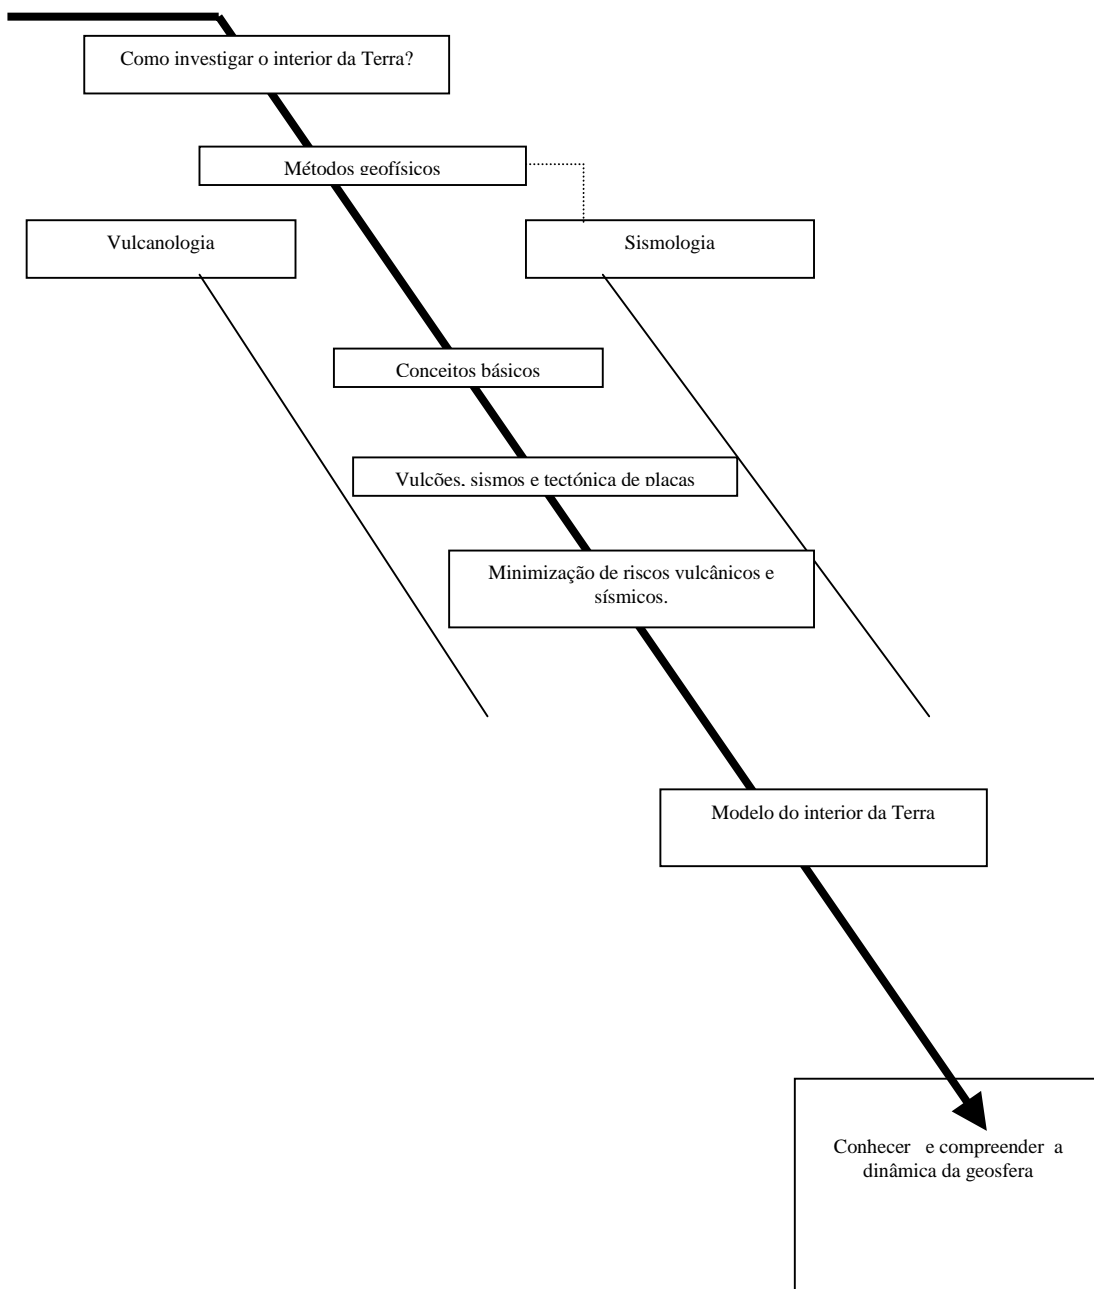 Como investigar o interior da Terra?
Métodos geofísicos
Vulcanologia
Sismologia
Conceitos básicos
Vulcões, sismos e tectónica de placas
Minimização de riscos vulcânicos e
sísmicos.
Modelo do interior da Terra
Conhecer e compreender a
dinâmica da geosfera